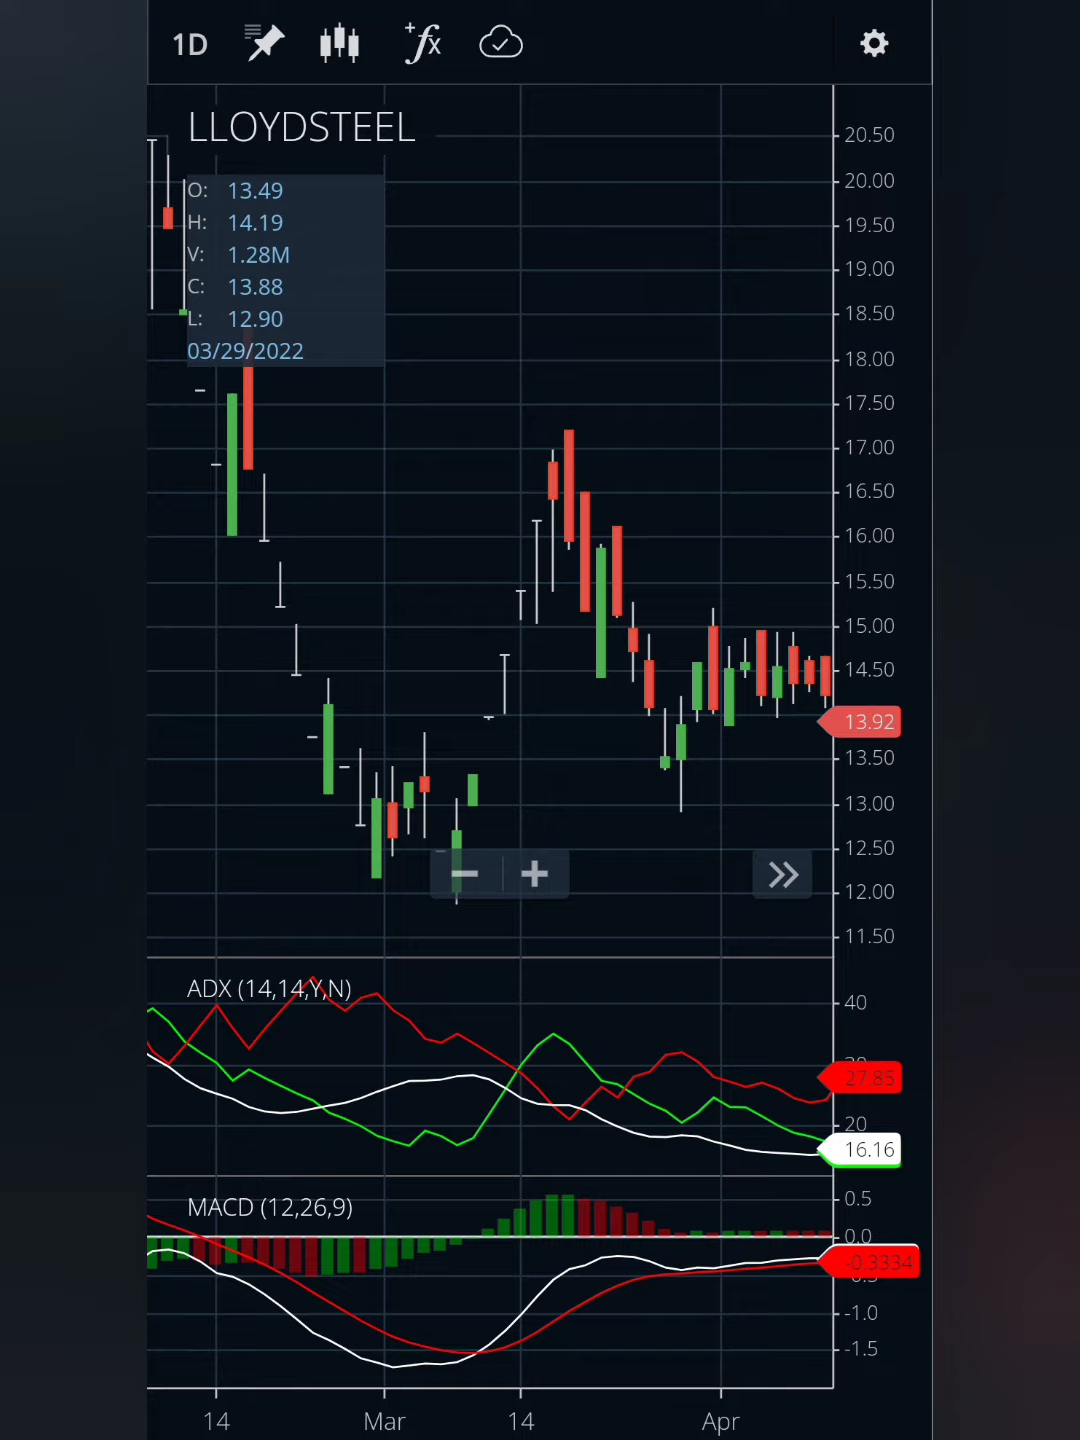 1D
+fx
LLOYDSTEEL
O: 13.49
H: 14.19
V: 1.28M
C: 13.88
L: 12.90
03/29/2022
20.50
20.00
19.50
19.00
18.50
18.00
17.50
17.00
16.50
16.00
15.50
15.00
14.50
13.92
13.50
13.00
12.50
12.00
11.50
ADX (14,14,Y,N)
40
27.85
20
16.16
MACD (12,26,9)
0.5
0.0
-0.3334
-1.0
-1.5
14
Mar
14
Apr